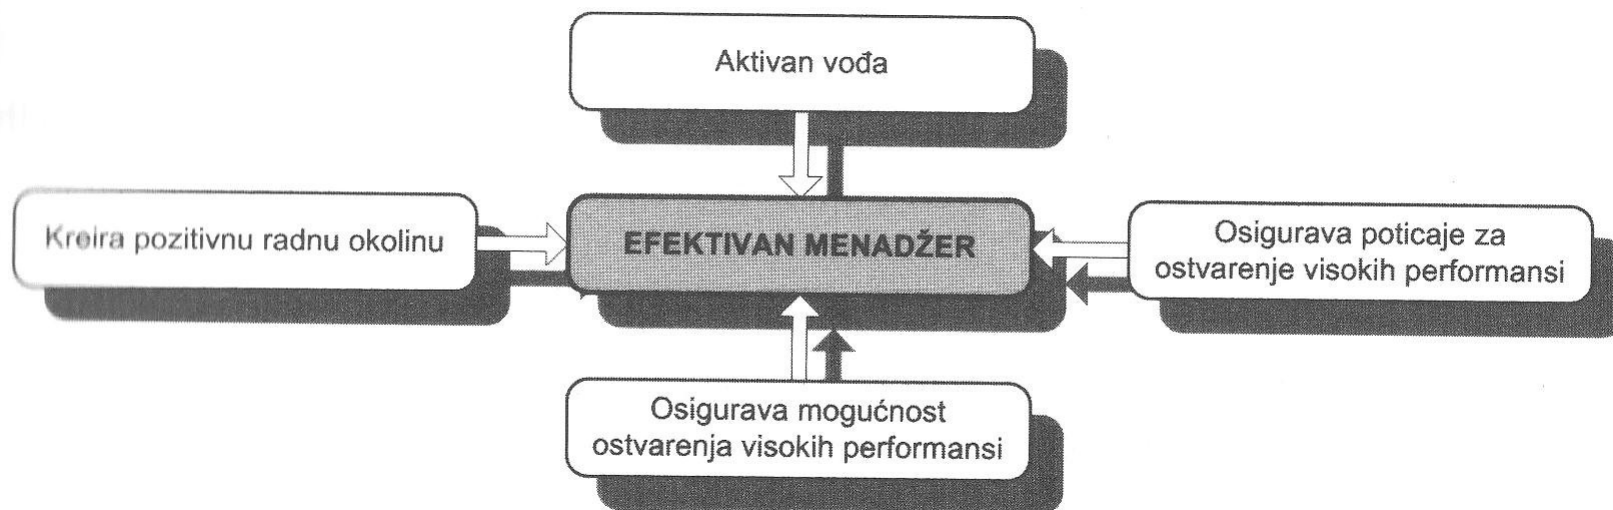 Aktivan vođa
Kreira pozitivnu radnu okolinu
EFEKTIVAN MENADŽER
Osigurava poticaje za
ostvarenje visokih performansi
Osigurava mogućnost
ostvarenja visokih performansi